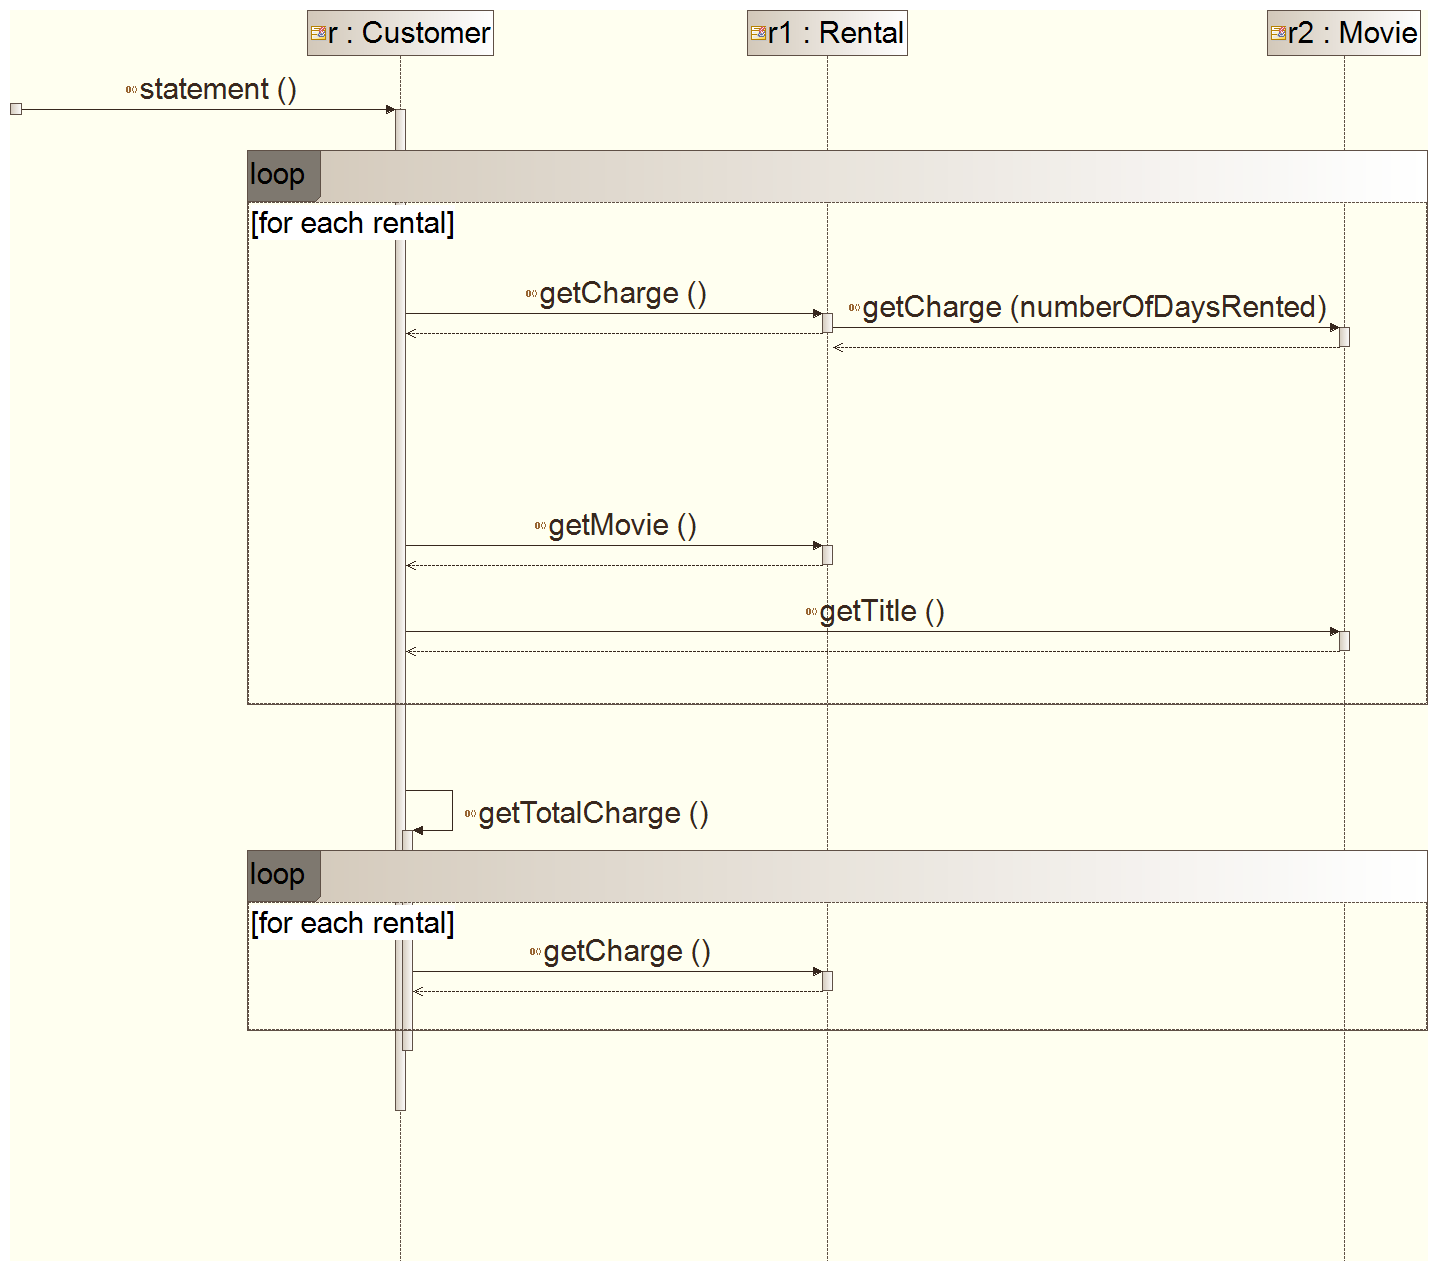 r : Customer
r1 : Rental
r2 : Movie
statement ()
loop
[for each rental]
getCharge ()
getCharge (numberOfDaysRented)
getMovie ()
getTitle ()
getTotalCharge ()
loop
[for each rental]
getCharge ()